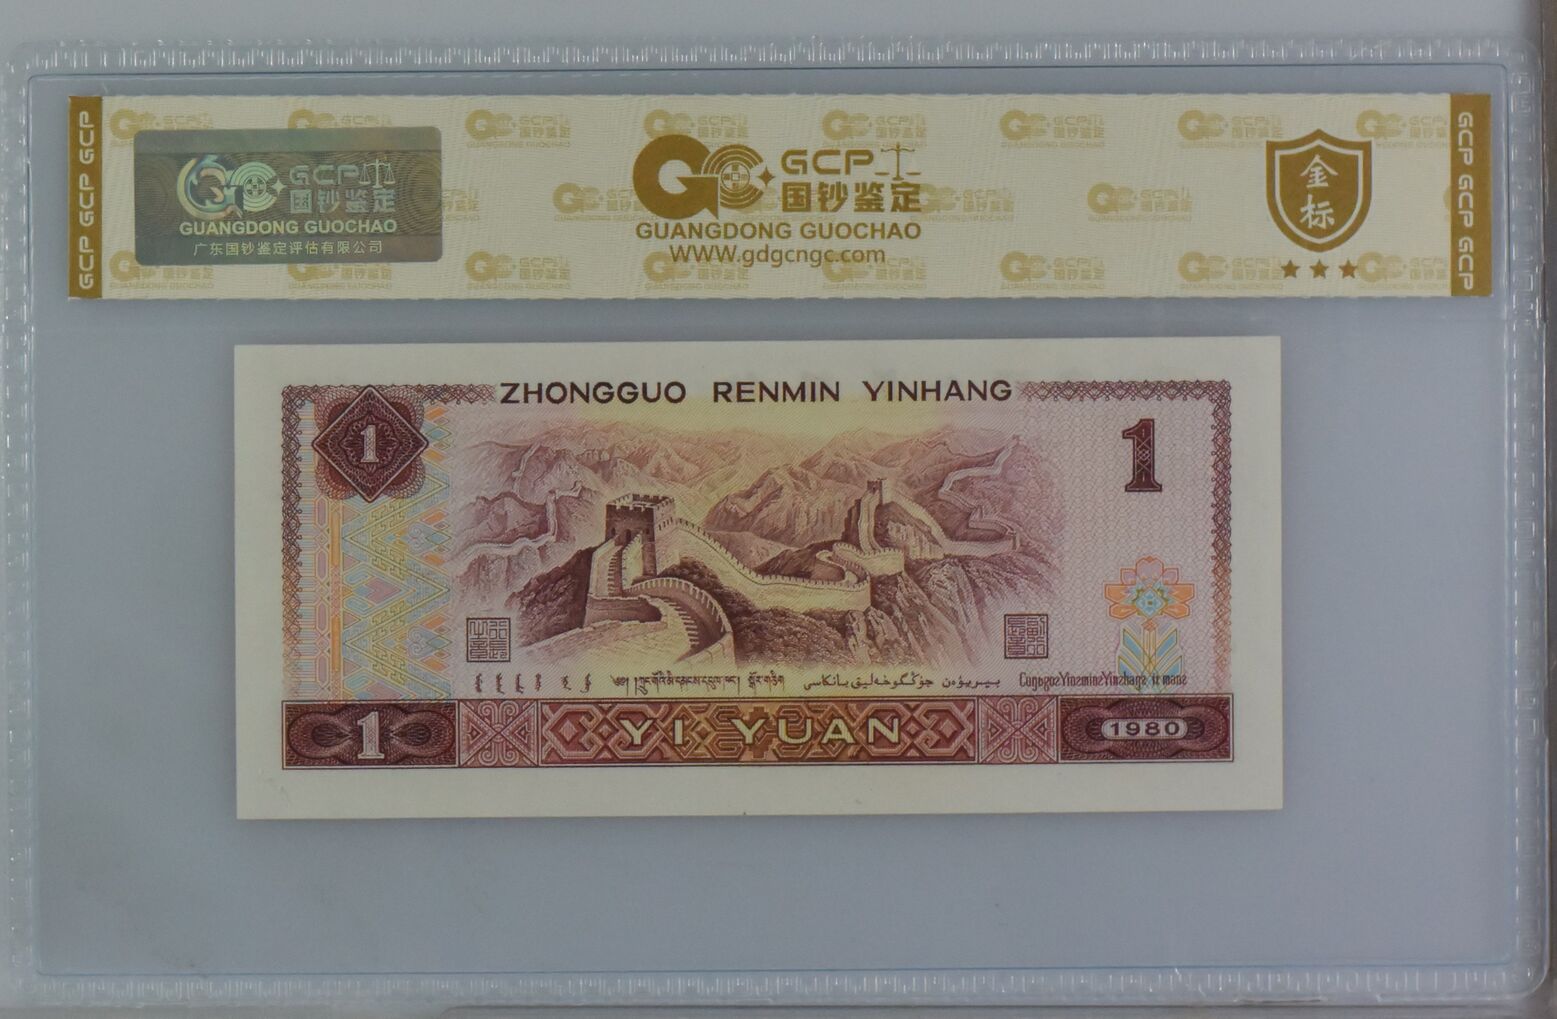 GCP GCP GCP
GCP
国钞鉴定
GUANGDONG GUOCHAO
广东国钞鉴定评估有限公司
GCP
国钞鉴定
GUANGDONG GUOCHAO
WWW.gdgcngc.com
金标
GCP GCP GCP
ZHONGGUO RENMIN YINHANG
1
1
1
YI YUAN
1980